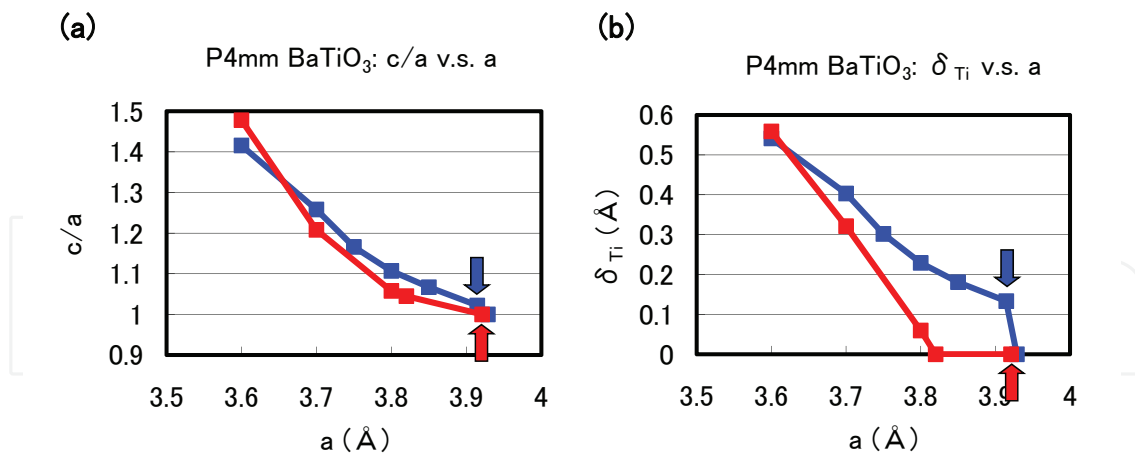 (a)
P4mm BaTiO₃: c/a v.s. a
1.5
1.4
1.3
1.2
1.1
1
0.9
c/a
3.5 3.6 3.7 3.8 3.9 4
a (Å)
(b)
P4mm BaTiO₃: δ Ti v.s. a
0.6
0.5
0.4
0.3
0.2
0.1
0
δ Ti (Å)
3.5 3.6 3.7 3.8 3.9 4
a (Å)